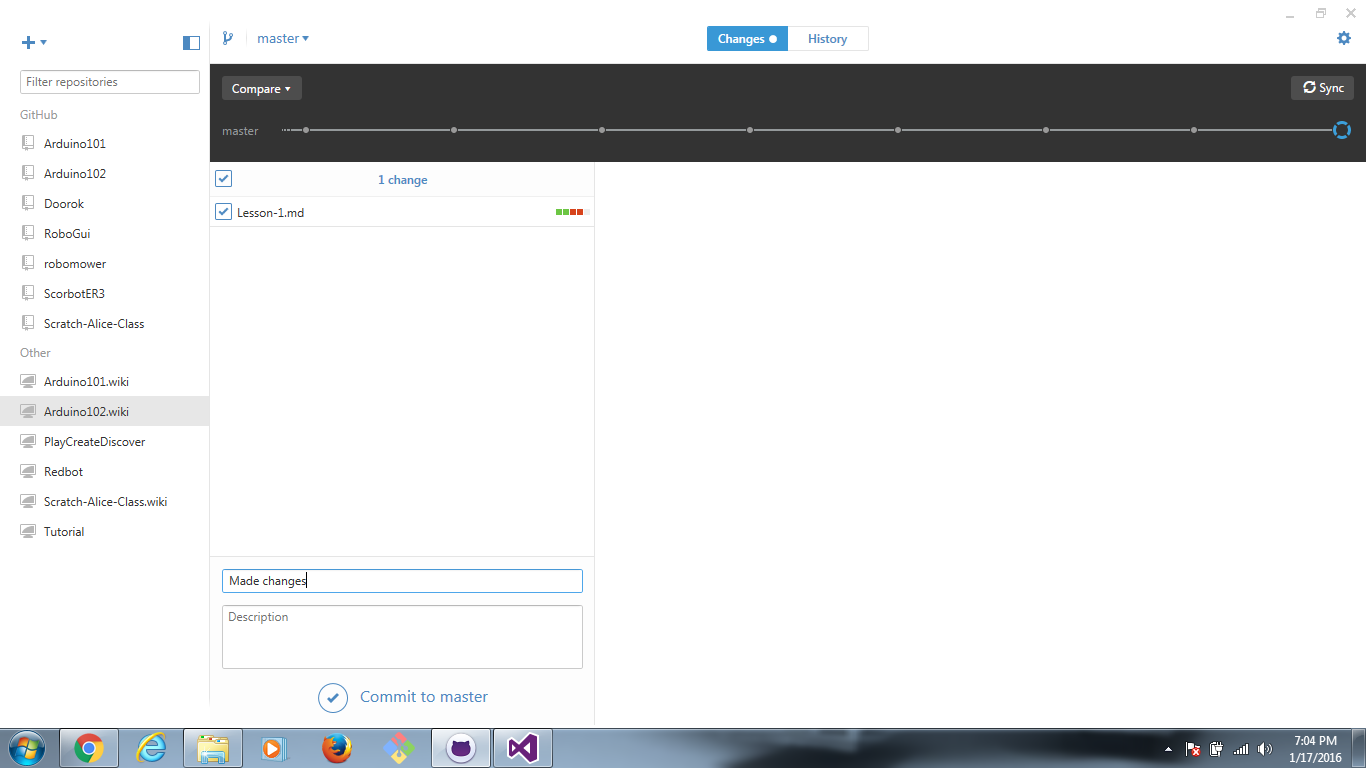 master
Changes
History
Filter repositories
GitHub
Arduino101
Arduino102
Doorok
RoboGui
robomower
ScorbotER3
Scratch-Alice-Class
Other
Arduino101.wiki
Arduino102.wiki
PlayCreateDiscover
Redbot
Scratch-Alice-Class.wiki
Tutorial
Compare
Sync
master
1 change
Lesson-1.md
Made changes
Description
Commit to master
7:04 PM
1/17/2016